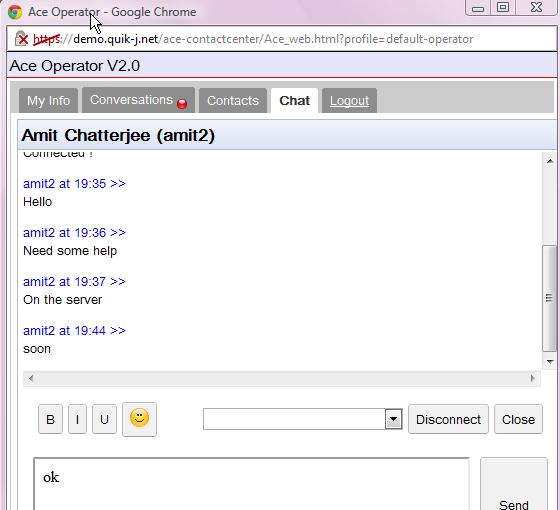 Ace Operator - Google Chrome
https://demo.quik-j.net/ace-contactcenter/Ace_web.html?profile=default-operator
Ace Operator V2.0
My Info Conversations Contacts Chat Logout
Amit Chatterjee (amit2)
Connected !
amit2 at 19:35 >>
Hello
amit2 at 19:36 >>
Need some help
amit2 at 19:37 >>
On the server
amit2 at 19:44 >>
soon
B I U Disconnect Close
ok
Send